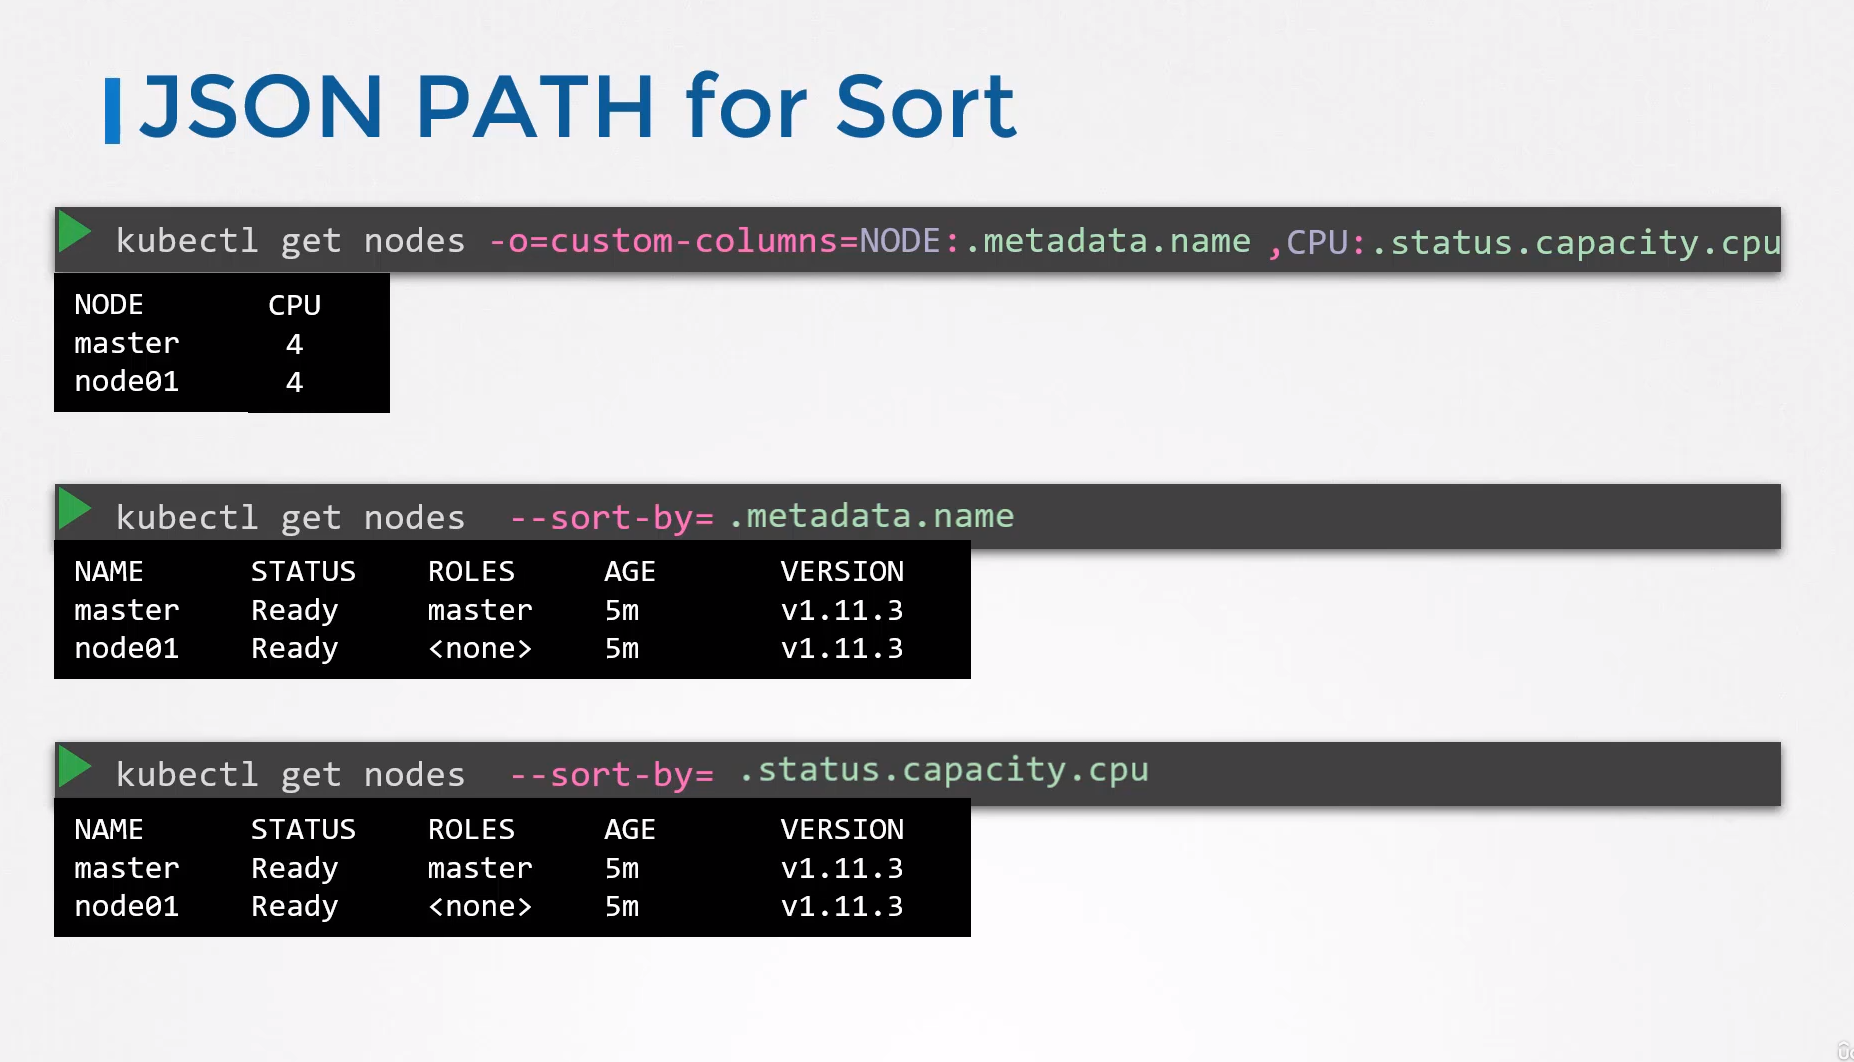 JSON PATH for Sort
kubectl get nodes -o=custom-columns=NODE:.metadata.name ,CPU:.status.capacity.cpu
NODE CPU
master 4
node01 4
kubectl get nodes --sort-by= .metadata.name
NAME STATUS ROLES AGE VERSION
master Ready master 5m v1.11.3
node01 Ready <none> 5m v1.11.3
kubectl get nodes --sort-by= .status.capacity.cpu
NAME STATUS ROLES AGE VERSION
master Ready master 5m v1.11.3
node01 Ready <none> 5m v1.11.3